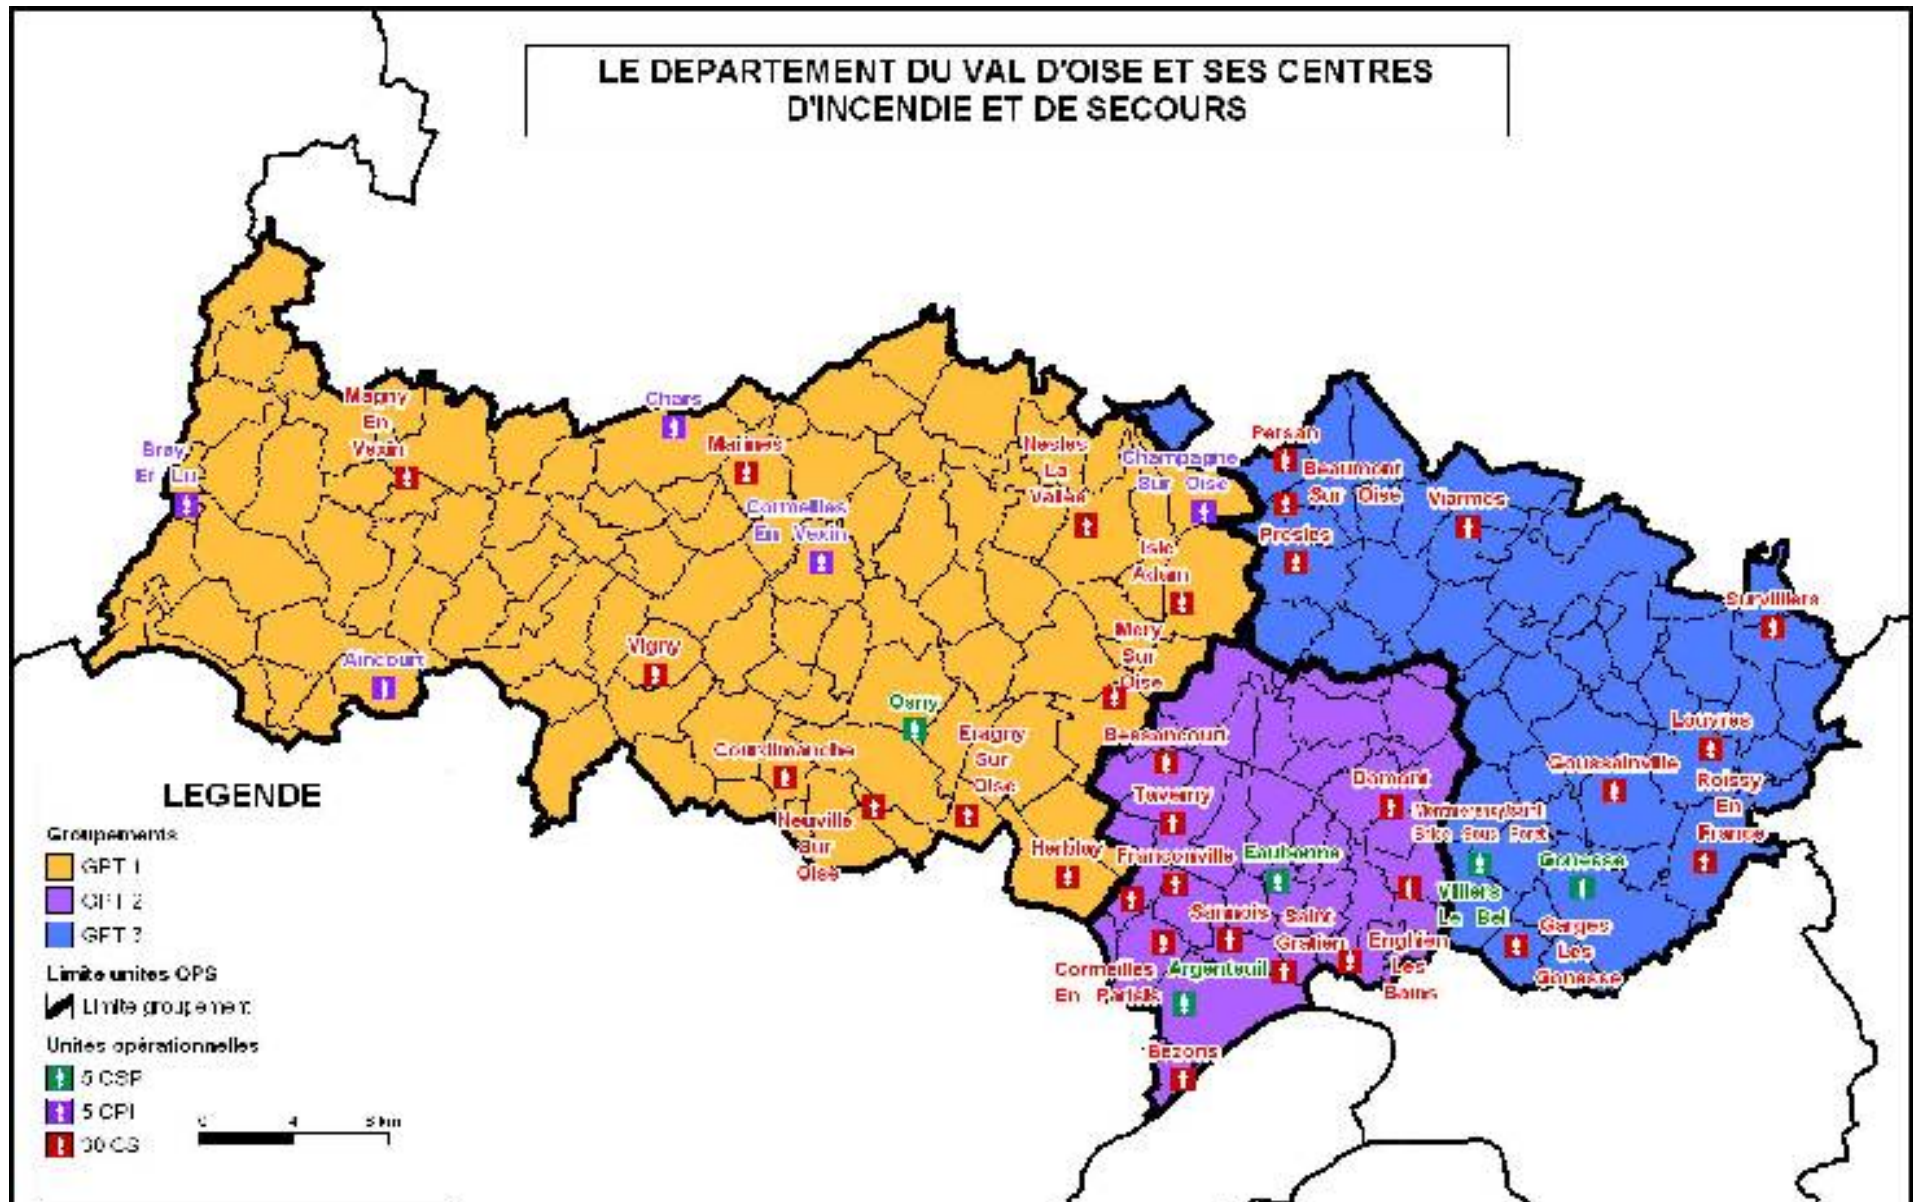 LE DEPARTEMENT DU VAL D'OISE ET SES CENTRES
D'INCENDIE ET DE SECOURS
Magny
En
Vexin
Bray
Et Lu
Chars
Marines
Cormeilles
En Vexin
Nesles
La
Vallee
Champagne
Sur Oise
Persan
Beaumont
Sur Oise
Viarmes
Presles
Isle
Adam
Mery
Sur
Oise
Survilliers
Aincourt
Vigny
Osny
Eragny
Sur
Oise
Courdimanche
Neuville
Sur
Oise
Herblay
Bessancourt
Taverny
Domont
Franconville
Eaubonne
Sannois
Saint
Gratien
Enghien
Les
Bains
Cormeilles
En Parisis
Argenteuil
Bezons
Louvres
Goussainville
Roissy
En
France
Gonesse
Villiers
Le Bel
Garges
Les
Gonesse
LEGENDE
Groupements
GPT 1
GPT 2
GPT 3
Limite unites CPS
Limite groupement
Unites opérationnelles
5 CSP
5 CPI
30 CS
0 4 8 km